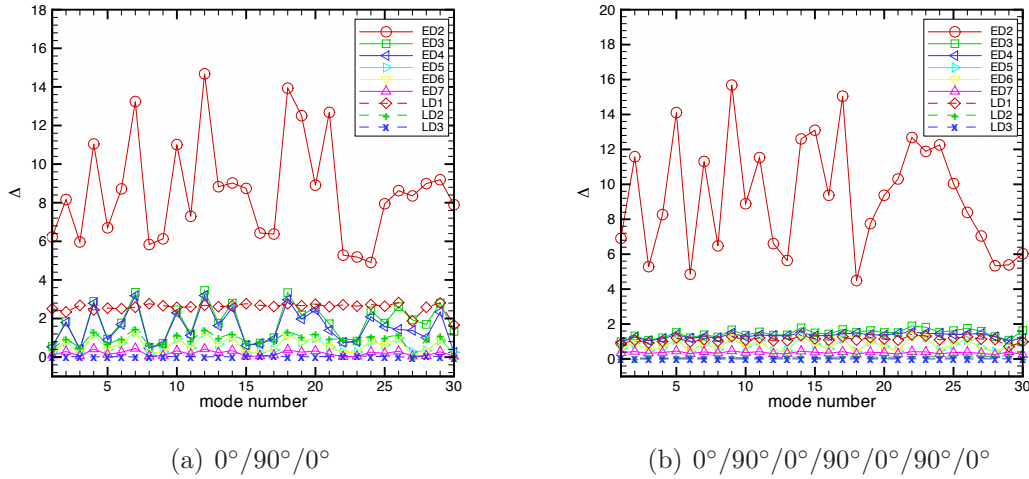 18
16
14
12
10
8
6
4
2
0
Δ
5 10 15 20 25 30
mode number
ED2
ED3
ED4
ED5
ED6
ED7
LD1
LD2
LD3
(a) 0°/90°/0°
20
18
16
14
12
10
8
6
4
2
0
Δ
5 10 15 20 25 30
mode number
ED2
ED3
ED4
ED5
ED6
ED7
LD1
LD2
LD3
(b) 0°/90°/0°/90°/0°/90°/0°